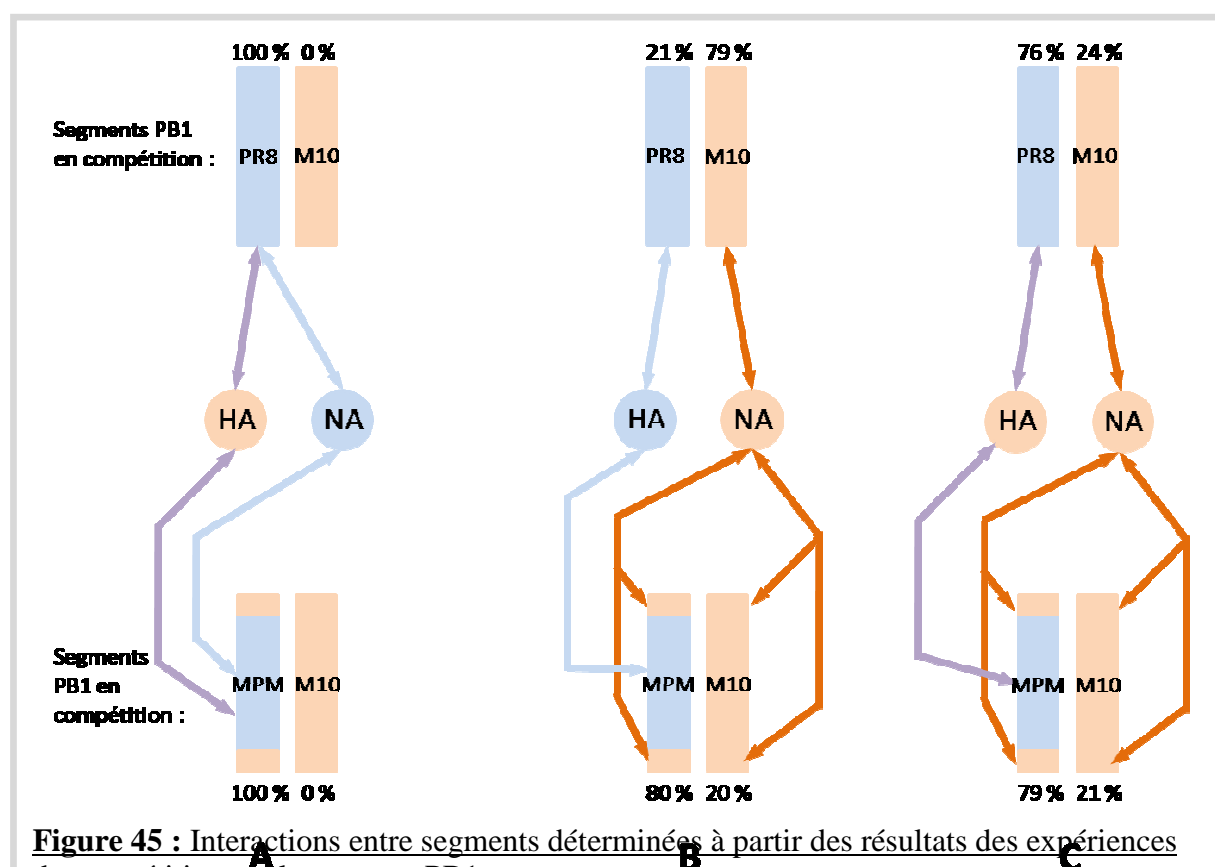 100 % 0 % 21 % 79 % 76 % 24 %
Segments PB1
en compétition :
PR8 M10 PR8 M10 PR8 M10
HA NA HA NA HA NA
Segments
PB1 en
compétition :
MPM M10 MPM M10 MPM M10
100 % 0 % 80 % 20 % 79 % 21 %
Figure 45 : Interactions entre segments déterminées à partir des résultats des expériences
A B C